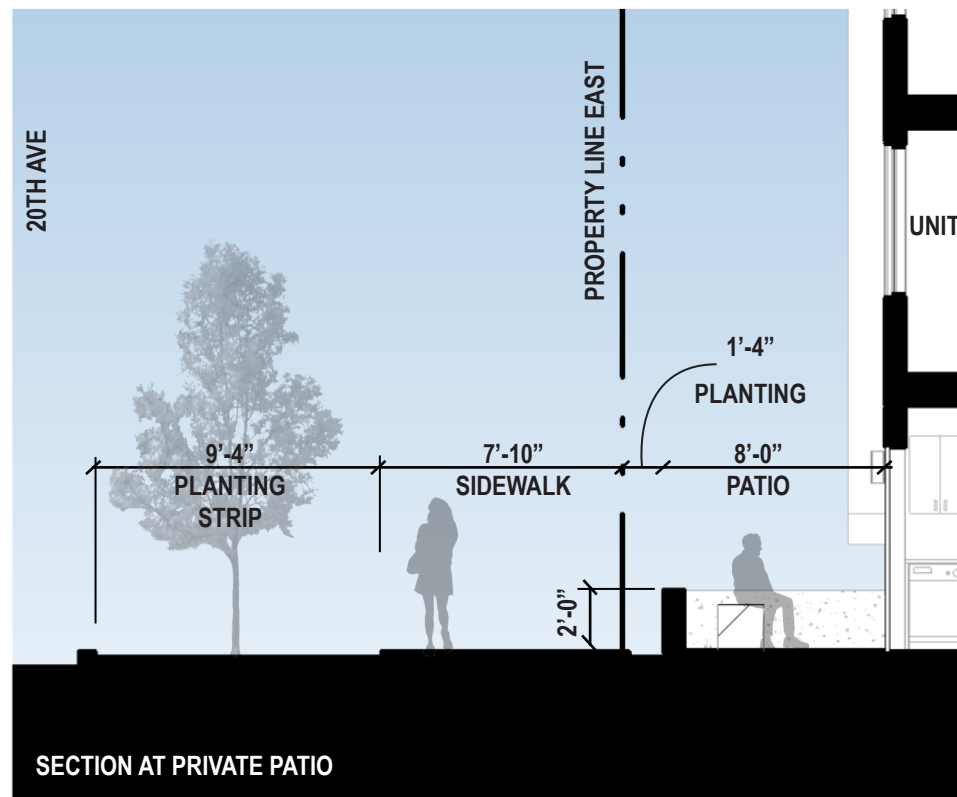 20TH AVE
PROPERTY LINE EAST
UNIT
1’-4”
PLANTING
9’-4”
PLANTING
STRIP
7’-10”
SIDEWALK
8’-0”
PATIO
2’-0”
SECTION AT PRIVATE PATIO